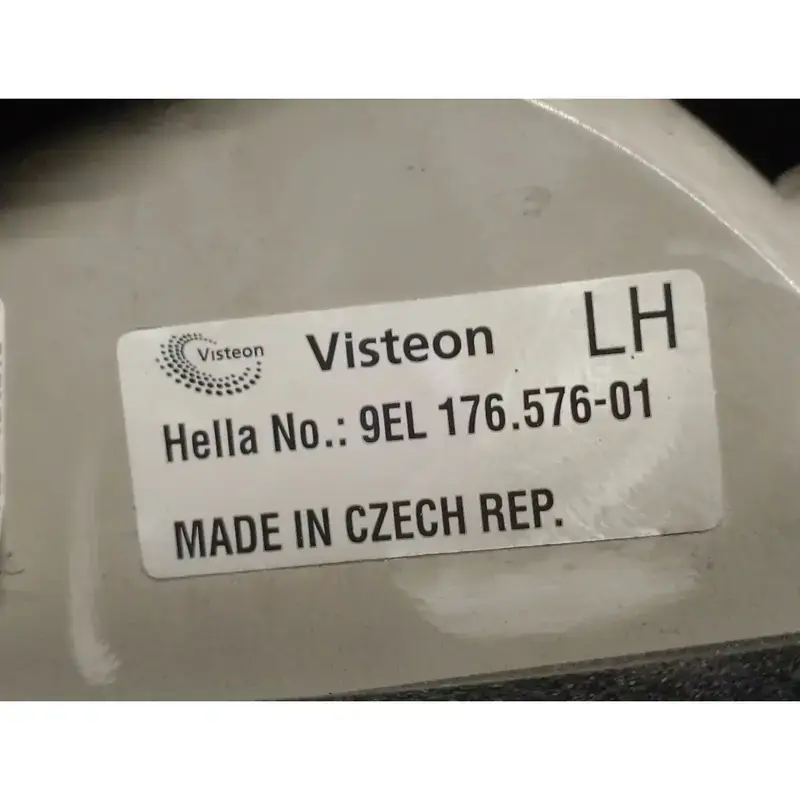 Visteon Visteon LH
Hella No.: 9EL 176.576-01
MADE IN CZECH REP.